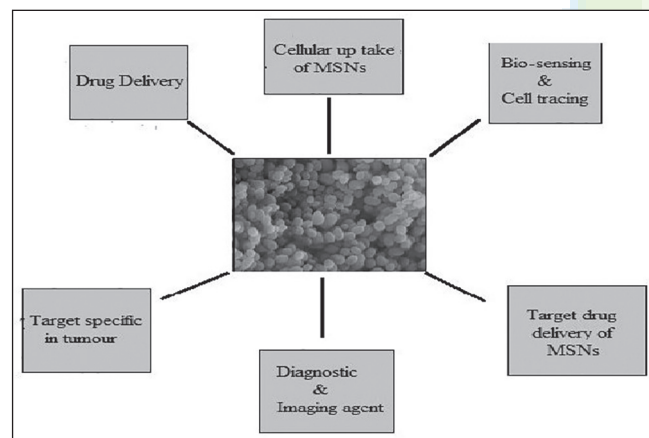 Drug Delivery
Cellular up take
of MSNs
Bio-sensing
&
Cell tracing
Target specific
in tumour
Diagnostic
&
Imaging agent
Target drug
delivery of
MSNs